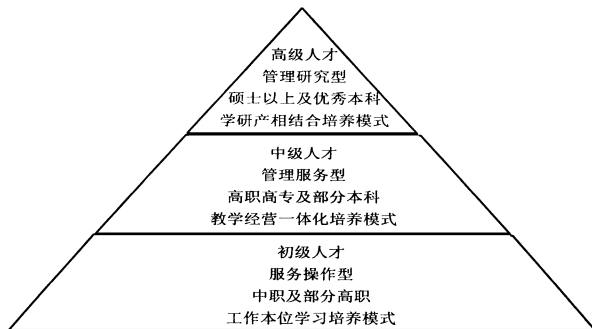 高级人才
管理研究型
硕士以上及优秀本科
学研产相结合培养模式
中级人才
管理服务型
高职高专及部分本科
教学经营一体化培养模式
初级人才
服务操作型
中职及部分高职
工作本位学习培养模式